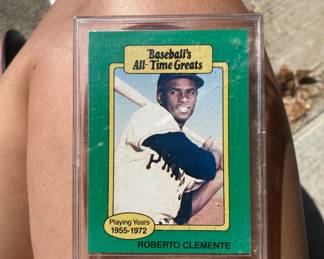 Baseball's
All-Time Greats
Playing Years
1955-1972
ROBERTO CLEMENTE